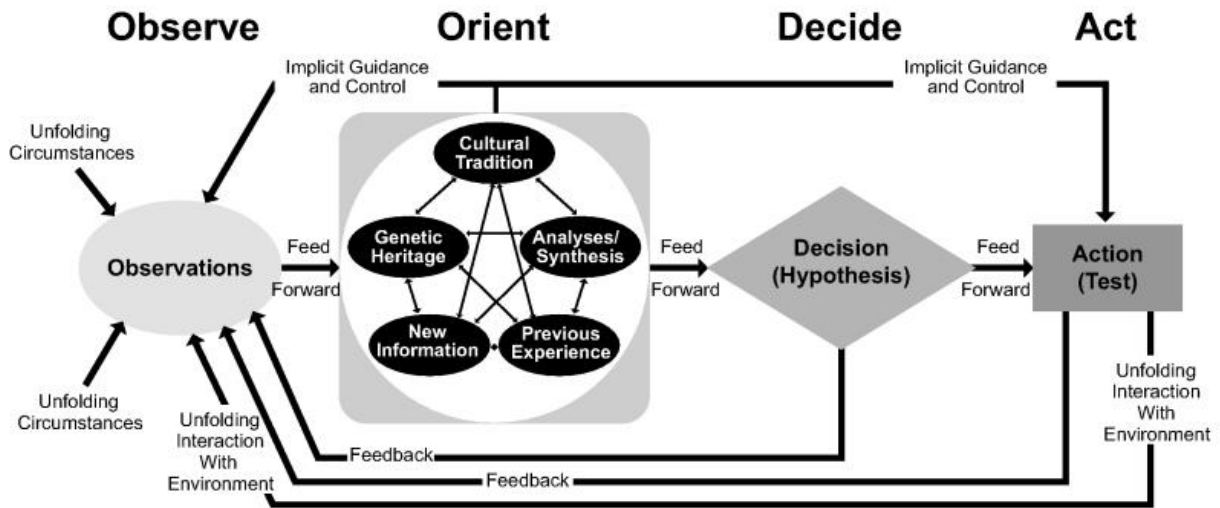 Observe
Orient
Decide
Act
Implicit Guidance
and Control
Implicit Guidance
and Control
Unfolding
Circumstances
Cultural
Tradition
Genetic
Heritage
Analyses/
Synthesis
New
Information
Previous
Experience
Observations
Feed
Forward
Feed
Forward
Decision
(Hypothesis)
Feed
Forward
Action
(Test)
Unfolding
Circumstances
Unfolding
Interaction
With
Environment
Unfolding
Interaction
With
Environment
Feedback
Feedback